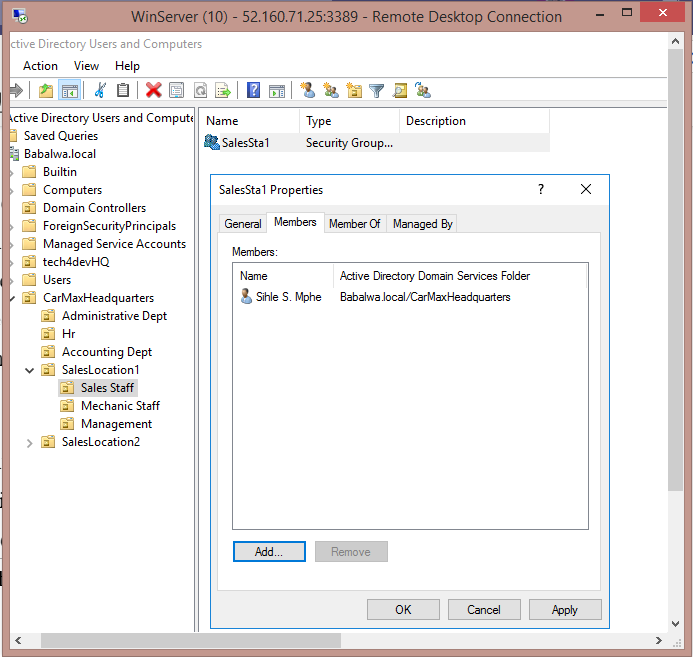 WinServer (10) - 52.160.71.25:3389 - Remote Desktop Connection
ctive Directory Users and Computers
Action View Help
Active Directory Users and Compute
Saved Queries
Babalwa.local
Builtin
Computers
Domain Controllers
ForeignSecurityPrincipals
Managed Service Accounts
tech4devHQ
Users
CarMaxHeadquarters
Administrative Dept
Hr
Accounting Dept
SalesLocation1
Sales Staff
Mechanic Staff
Management
SalesLocation2
Name Type Description
SalesSta1 Security Group...
SalesSta1 Properties
? 
General Members Member Of Managed By
Members:
Name Active Directory Domain Services Folder
Sihle S. Mphe Babalwa.local/CarMaxHeadquarters
Add... Remove
OK Cancel Apply